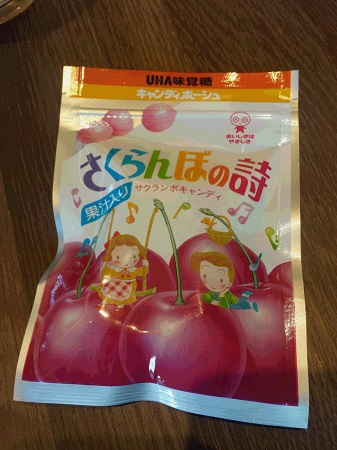 UHA味覚糖
キャンディポーシュ
おいしさは
やさしさ
さくらんぼの詩
果汁入り
サクランボキャンディ